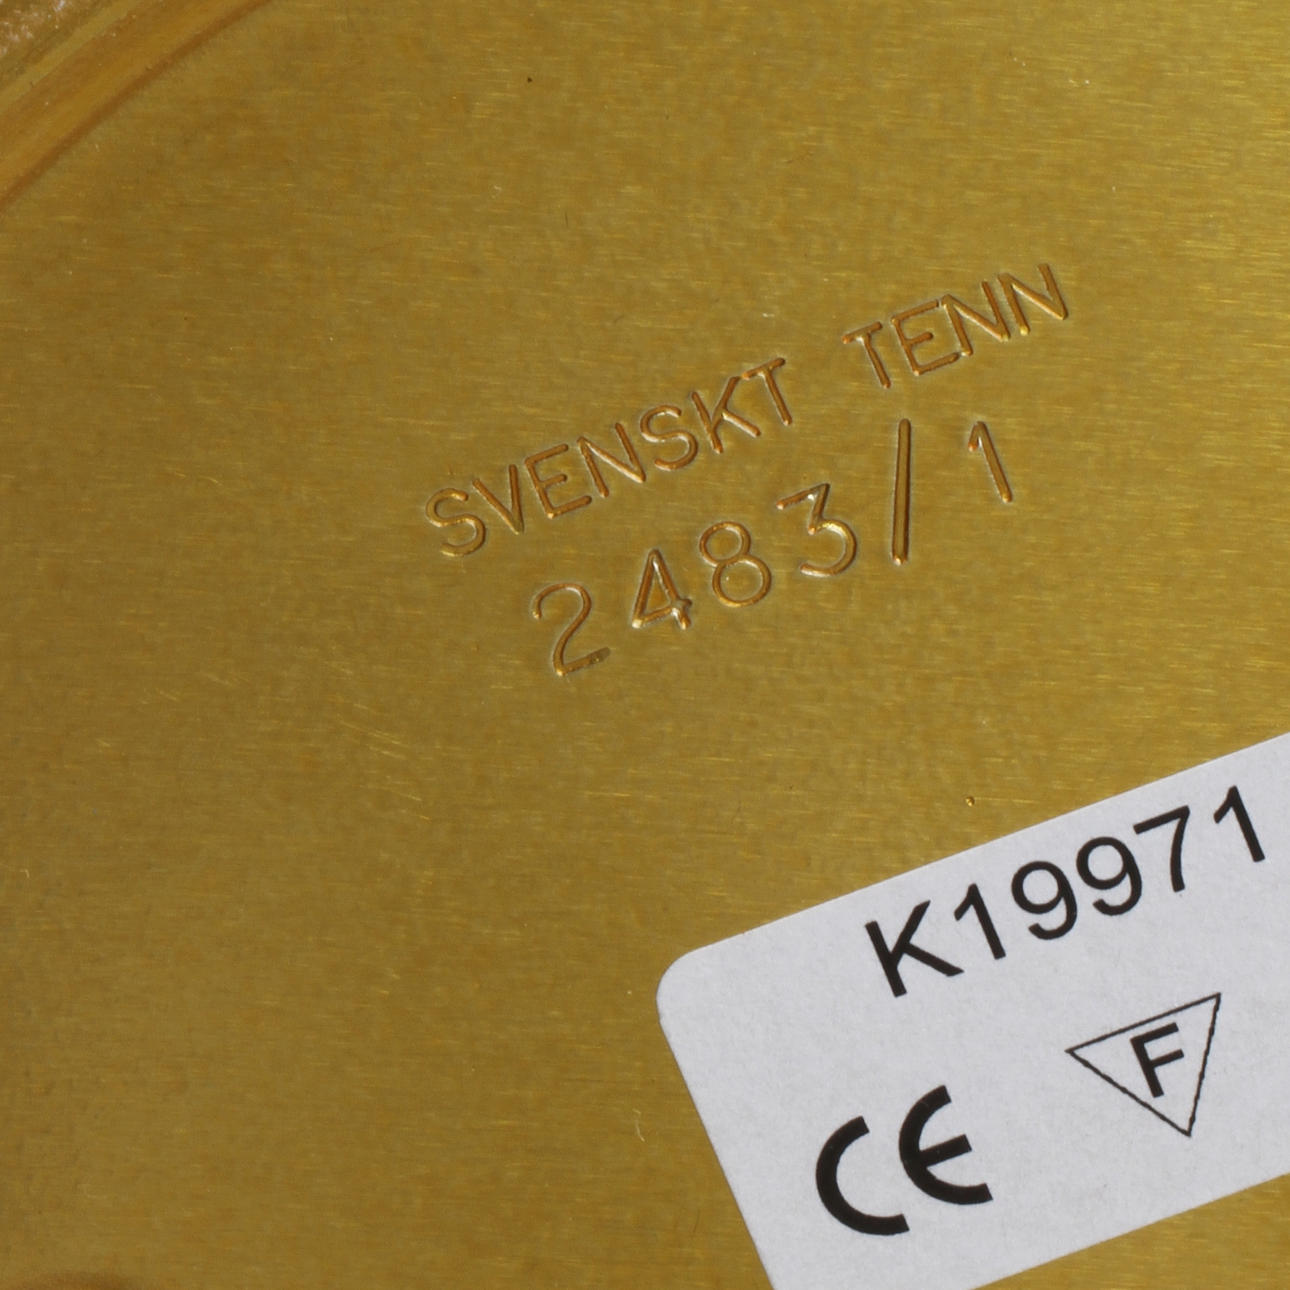 SVENSKT TENN
2483/1
K19971
F
CE